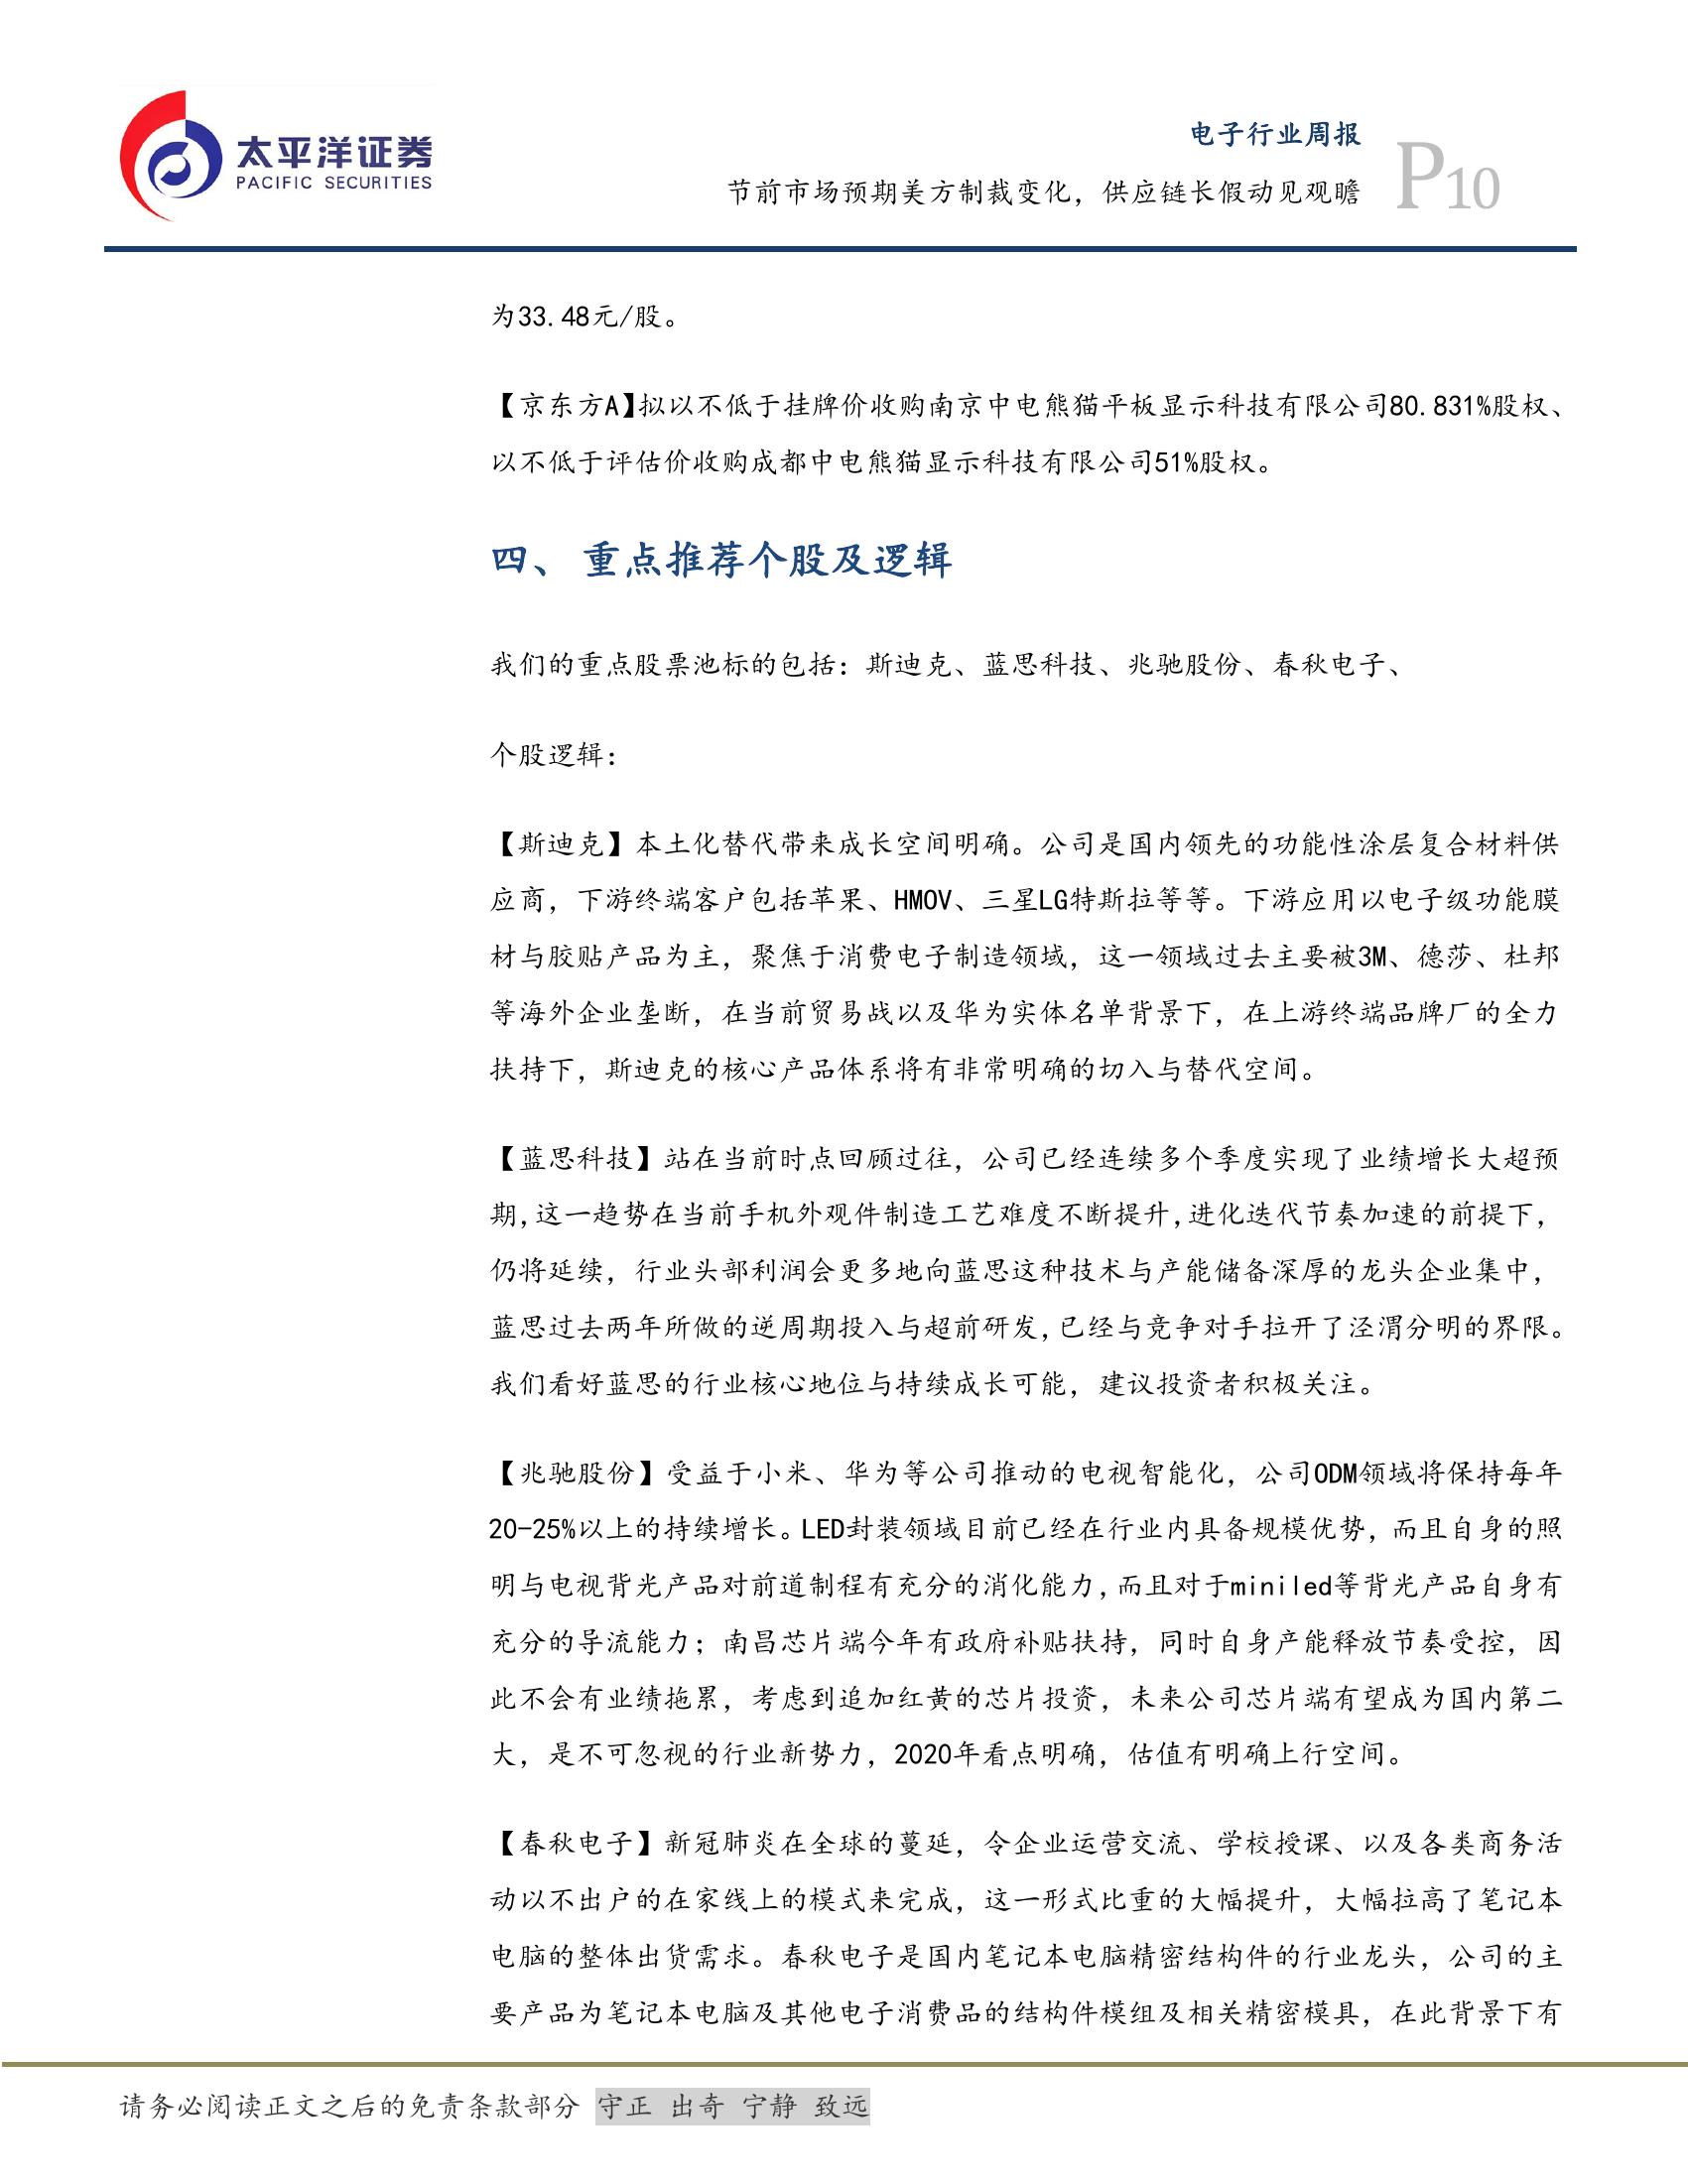 太平洋证券
PACIFIC SECURITIES
电子行业周报
节前市场预期美方制裁变化，供应链长假动见观瞻
P10
为33.48元/股。
【京东方A】拟以不低于挂牌价收购南京中电熊猫平板显示科技有限公司80.831%股权、
以不低于评估价收购成都中电熊猫显示科技有限公司51%股权。
四、 重点推荐个股及逻辑
我们的重点股票池标的包括：斯迪克、蓝思科技、兆驰股份、春秋电子、
个股逻辑：
【斯迪克】本土化替代带来成长空间明确。公司是国内领先的功能性涂层复合材料供
应商，下游终端客户包括苹果、HMOV、三星LG特斯拉等等。下游应用以电子级功能膜
材与胶贴产品为主，聚焦于消费电子制造领域，这一领域过去主要被3M、德莎、杜邦
等海外企业垄断，在当前贸易战以及华为实体名单背景下，在上游终端品牌厂的全力
扶持下，斯迪克的核心产品体系将有非常明确的切入与替代空间。
【蓝思科技】站在当前时点回顾过往，公司已经连续多个季度实现了业绩增长大超预
期,这一趋势在当前手机外观件制造工艺难度不断提升,进化迭代节奏加速的前提下，
仍将延续，行业头部利润会更多地向蓝思这种技术与产能储备深厚的龙头企业集中，
蓝思过去两年所做的逆周期投入与超前研发,已经与竞争对手拉开了泾渭分明的界限。
我们看好蓝思的行业核心地位与持续成长可能，建议投资者积极关注。
【兆驰股份】受益于小米、华为等公司推动的电视智能化，公司ODM领域将保持每年
20-25%以上的持续增长。LED封装领域目前已经在行业内具备规模优势，而且自身的照
明与电视背光产品对前道制程有充分的消化能力,而且对于miniled等背光产品自身有
充分的导流能力；南昌芯片端今年有政府补贴扶持，同时自身产能释放节奏受控，因
此不会有业绩拖累，考虑到追加红黄的芯片投资，未来公司芯片端有望成为国内第二
大，是不可忽视的行业新势力，2020年看点明确，估值有明确上行空间。
【春秋电子】新冠肺炎在全球的蔓延，令企业运营交流、学校授课、以及各类商务活
动以不出户的在家线上的模式来完成，这一形式比重的大幅提升，大幅拉高了笔记本
电脑的整体出货需求。春秋电子是国内笔记本电脑精密结构件的行业龙头，公司的主
要产品为笔记本电脑及其他电子消费品的结构件模组及相关精密模具，在此背景下有
请务必阅读正文之后的免责条款部分 守正 出奇 宁静 致远